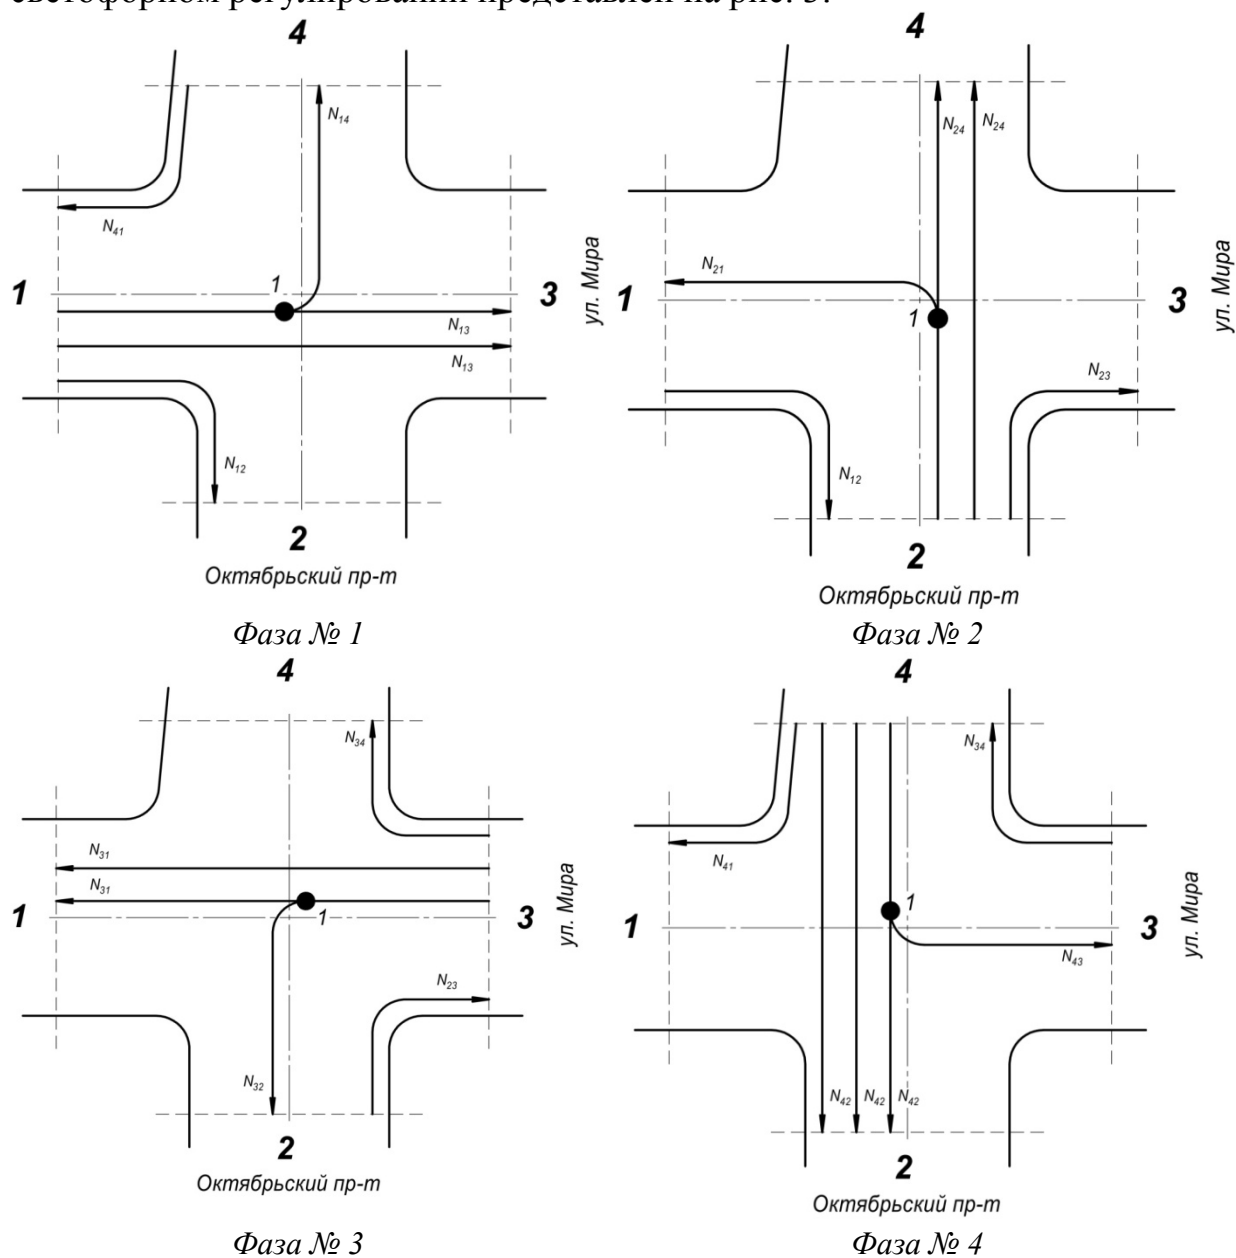 светофорном регулировании представлен на рис. 3.
4
4
N14
N24
N24
N41
N21
1
1
3
ул. Мира
1
1
3
ул. Мира
N13
N13
N23
N12
N12
2
2
Октябрьский пр-т
Октябрьский пр-т
Фаза № 1
Фаза № 2
4
4
N34
N34
N31
N41
N31
1
1
1
3
ул. Мира
1
3
ул. Мира
N23
N43
N32
N42
N42
N42
2
2
Октябрьский пр-т
Октябрьский пр-т
Фаза № 3
Фаза № 4